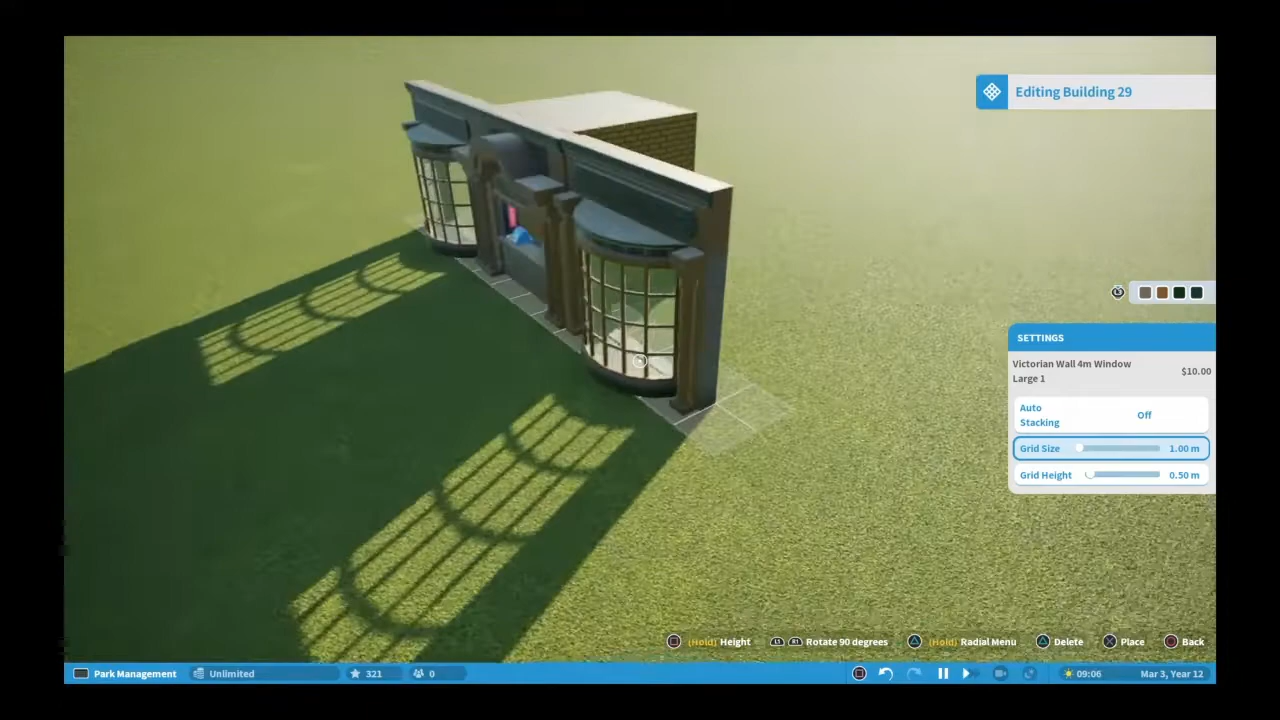 Editing Building 29
SETTINGS
Victorian Wall 4m Window
Large 1
$10.00
Auto
Stacking
Off
Grid Size
1.00 m
Grid Height
0.50 m
(Hold) Height
Rotate 90 degrees
(Hold) Radial Menu
Delete
Place
Back
Park Management
Unlimited
321
0
09:06
Mar 3, Year 12